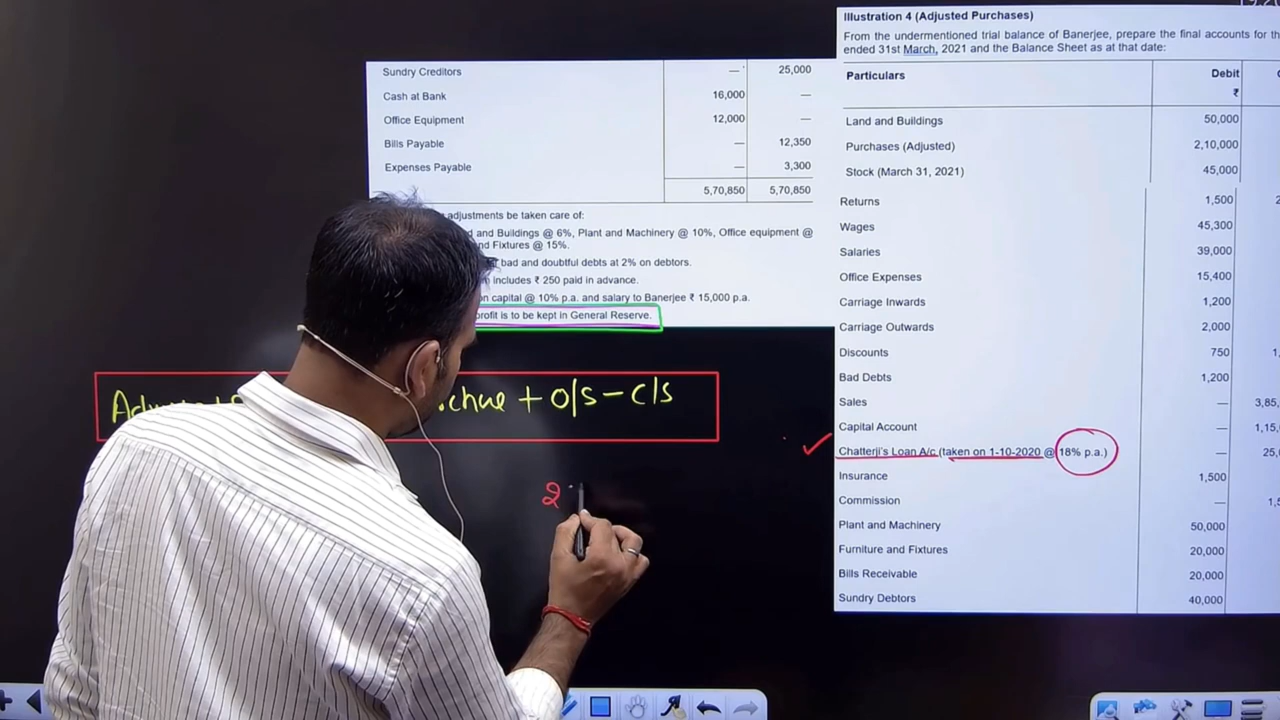 Sundry Creditors — 25,000
Cash at Bank 16,000 —
Office Equipment 12,000 —
Bills Payable — 12,350
Expenses Payable — 3,300
5,70,850 5,70,850
adjustments be taken care of:
and Buildings @ 6%, Plant and Machinery @ 10%, Office equipment @
Fixtures @ 15%.
bad and doubtful debts at 2% on debtors.
includes ₹ 250 paid in advance.
on capital @ 10% p.a. and salary to Banerjee ₹ 15,000 p.a.
profit is to be kept in General Reserve.
+ O/S - C/S
2
Illustration 4 (Adjusted Purchases)
From the undermentioned trial balance of Banerjee, prepare the final accounts for
ended 31st March, 2021 and the Balance Sheet as at that date:
Particulars Debit
₹
Land and Buildings 50,000
Purchases (Adjusted) 2,10,000
Stock (March 31, 2021) 45,000
Returns 1,500
Wages 45,300
Salaries 39,000
Office Expenses 15,400
Carriage Inwards 1,200
Carriage Outwards 2,000
Discounts 750
Bad Debts 1,200
Sales —
Capital Account —
Chatterji's Loan A/c (taken on 1-10-2020 @ 18% p.a.) —
Insurance 1,500
Commission —
Plant and Machinery 50,000
Furniture and Fixtures 20,000
Bills Receivable 20,000
Sundry Debtors 40,000